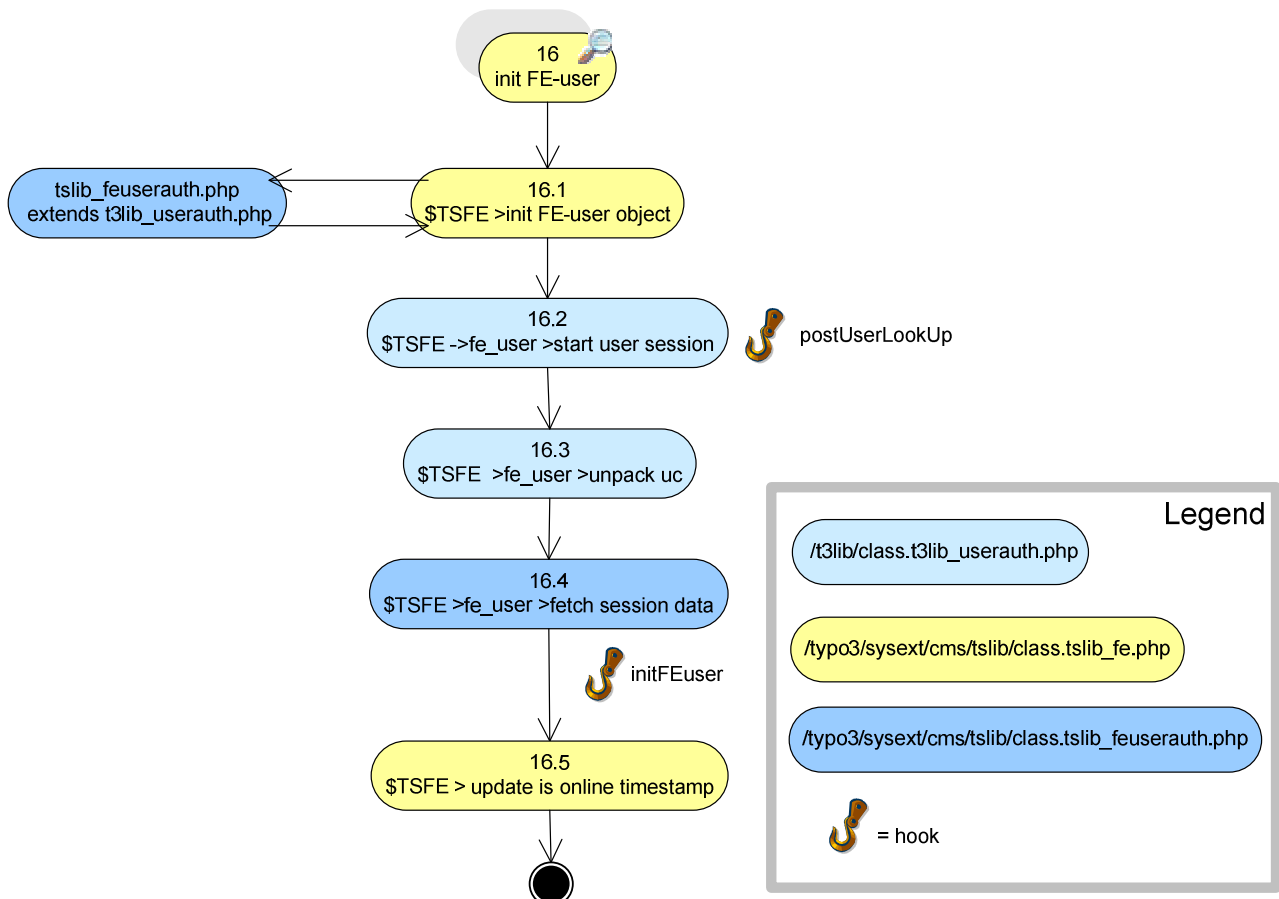 16
init FE-user
tslib_feuserauth.php
extends t3lib_userauth.php
16.1
$TSFE >init FE-user object
16.2
$TSFE ->fe_user >start user session
postUserLookUp
16.3
$TSFE >fe_user >unpack uc
16.4
$TSFE >fe_user >fetch session data
initFEuser
16.5
$TSFE > update is online timestamp
Legend
/t3lib/class.t3lib_userauth.php
/typo3/sysext/cms/tslib/class.tslib_fe.php
/typo3/sysext/cms/tslib/class.tslib_feuserauth.php
= hook